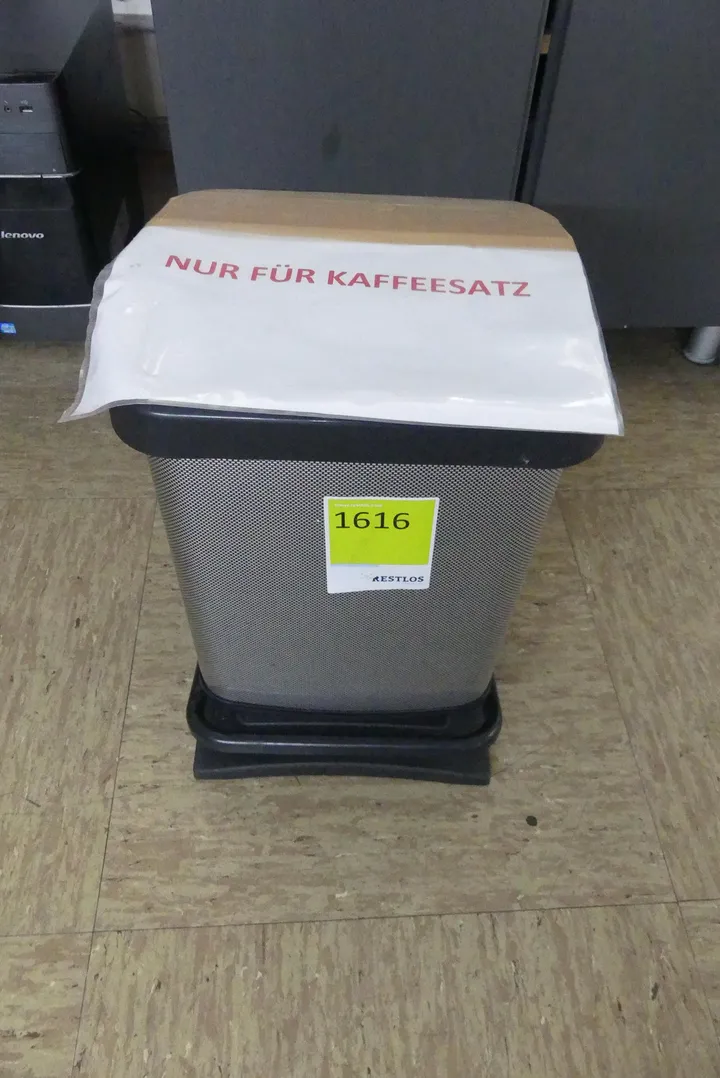 lenovo
NUR FÜR KAFFEESATZ
1616
RESTLOS